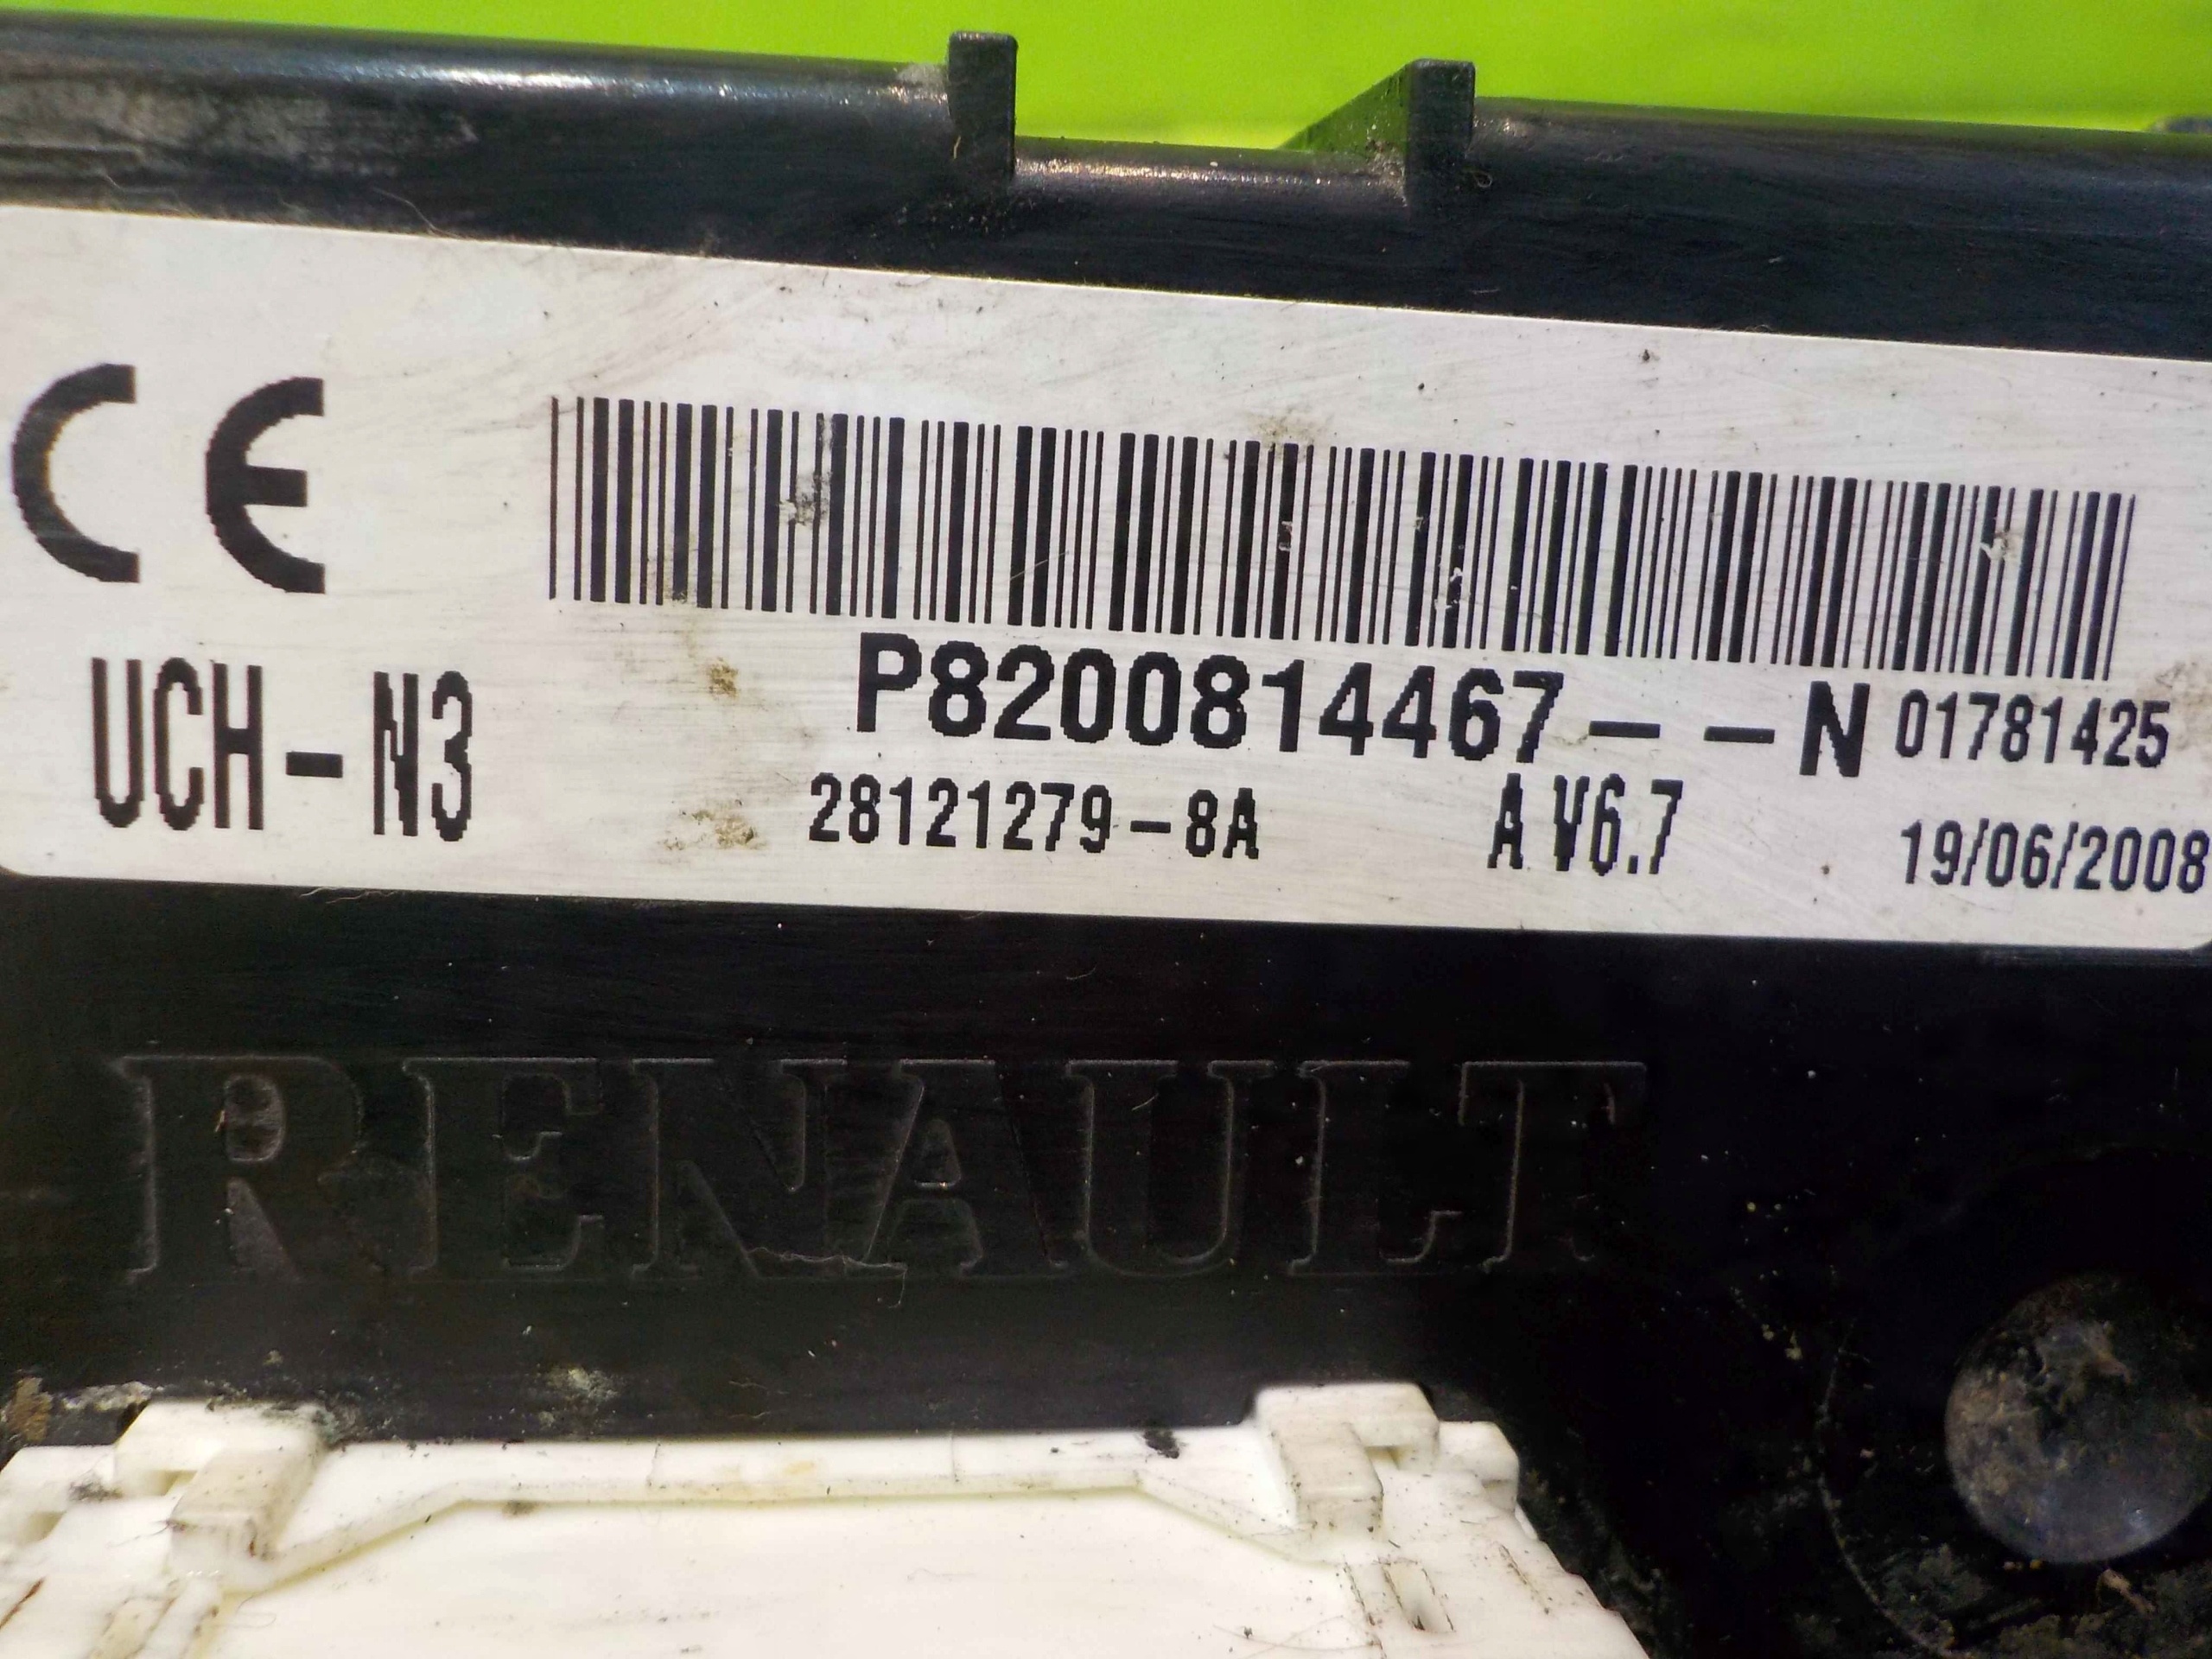 CE
P8200814467--N 01781425
UCH-N3
28121279-8A A V6.7 19/06/2008
RENAULT